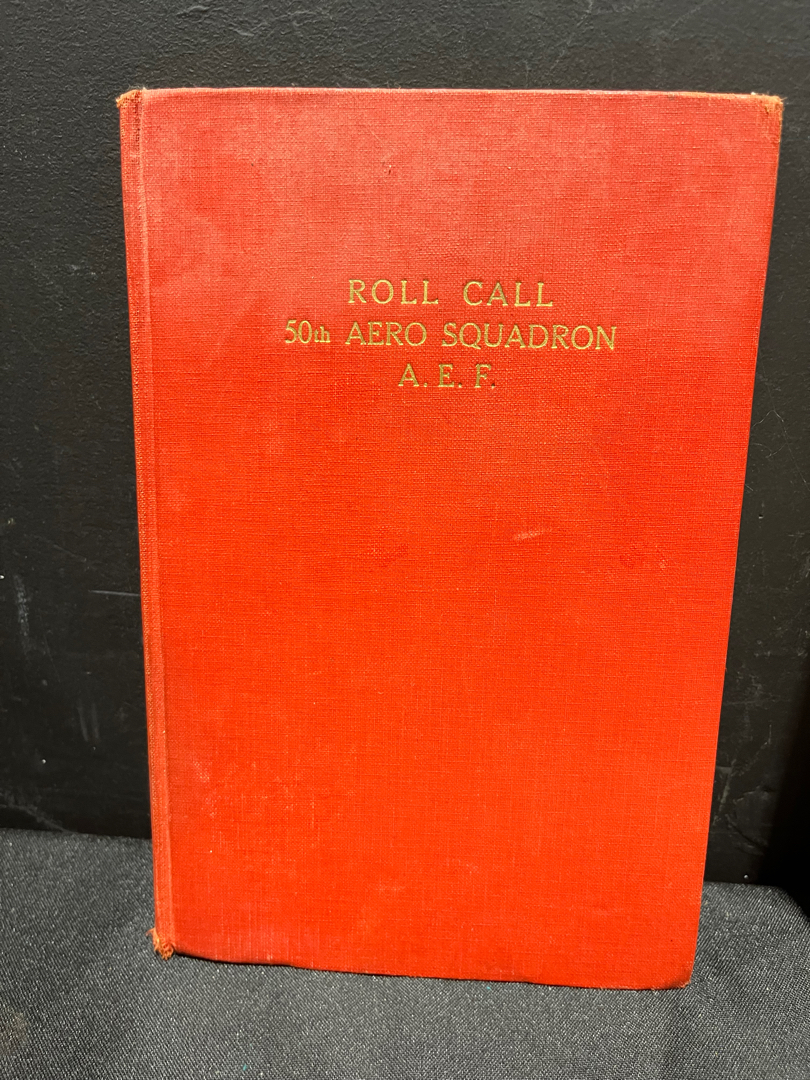 ROLL CALL
50th AERO SQUADRON
A. E. F.